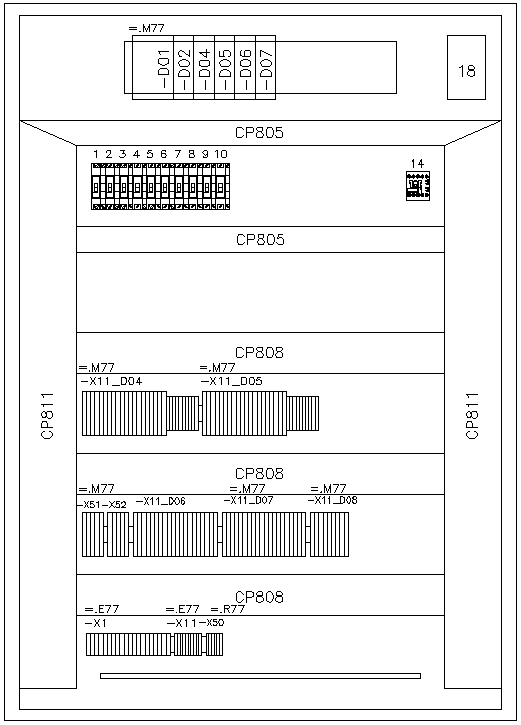 =.M77
-D01
-D02
-D04
-D05
-D06
-D07
18
CP805
1 2 3 4 5 6 7 8 9 10
14
CP805
CP808
=.M77 =.M77
-X11_D04 -X11_D05
CP811
CP811
CP808
=.M77 =.M77 =.M77
-X51 -X52 -X11_D06 -X11_D07 -X11_D08
CP808
=.E77 =.E77 =.R77
-X1 -X11 -X50